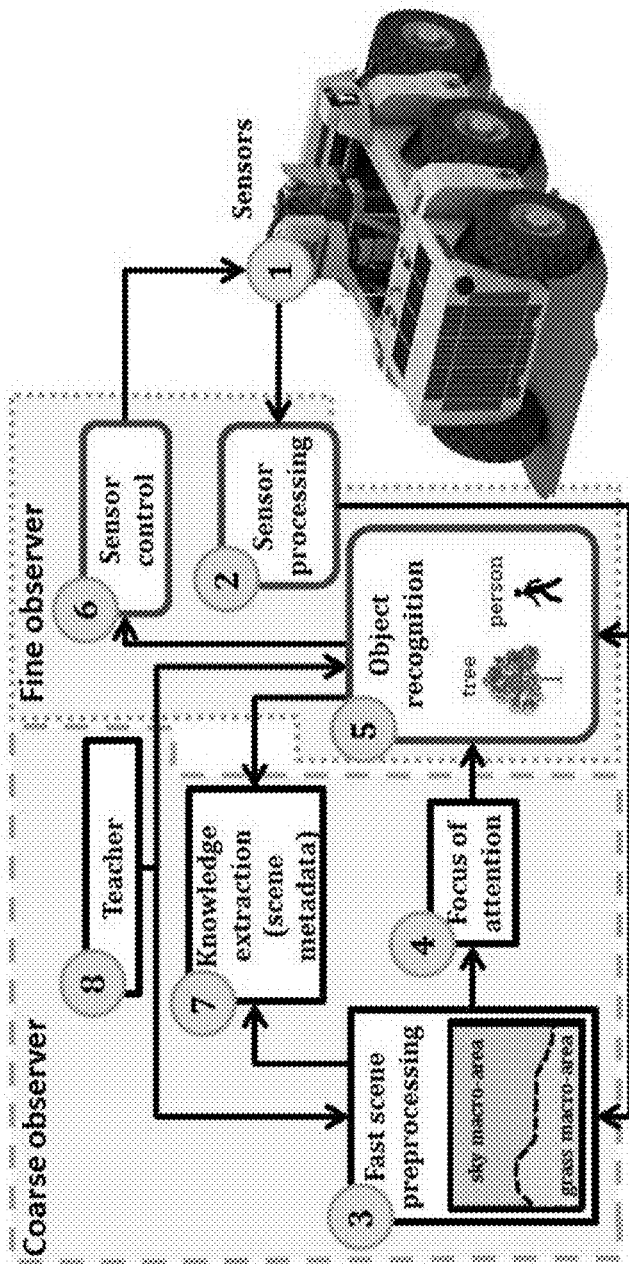 Coarse observer
Fine observer
8
Teacher
6
Sensor
control
1
Sensors
7
Knowledge
extraction
(scene
metadata)
2
Sensor
processing
3
Fast scene
preprocessing
sky macro-area
grass macro-area
4
Focus of
attention
5
Object
recognition
tree
person